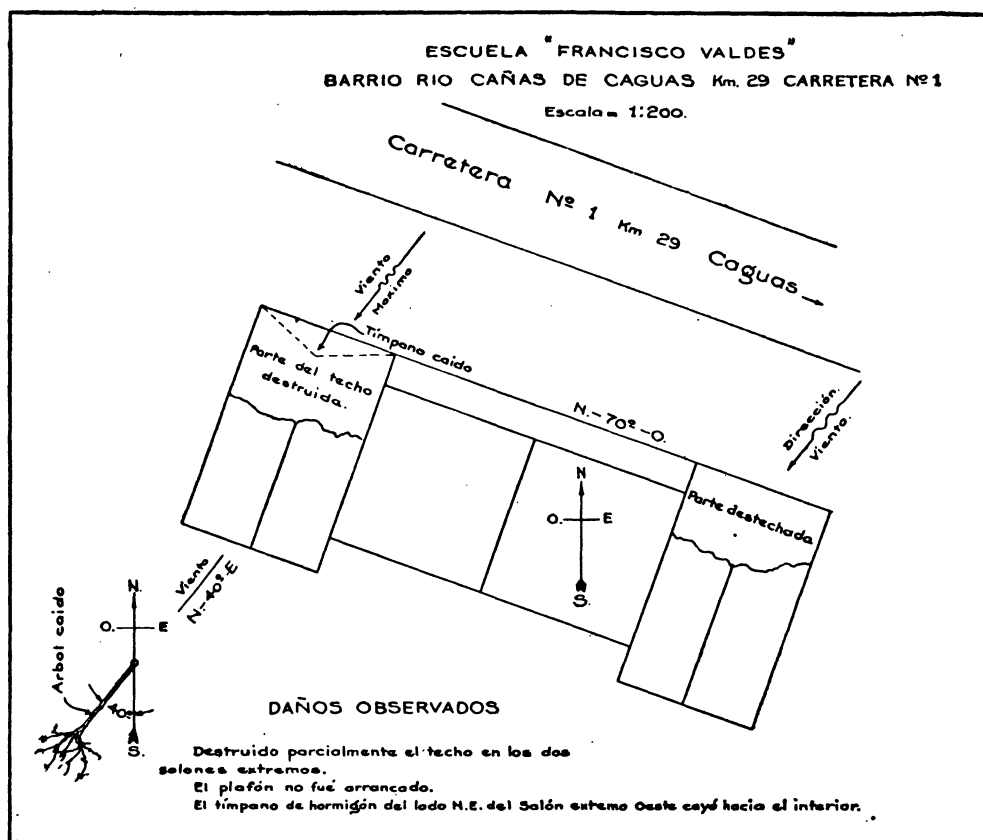 ESCUELA "FRANCISCO VALDES"
BARRIO RIO CAÑAS DE CAGUAS Km. 29 CARRETERA Nº 1
Escala = 1:200.
Carretera Nº 1 Km 29 Caguas
Viento
Maximo
Tímpano caido
Parte del techo
destruida.
N.-70º-O.
Dirección.
Viento.
N
O. E
S.
Parte destechada
Viento
N.-40º-E
N.
O. E
Arbol caido
40º
S.
DAÑOS OBSERVADOS
Destruido parcialmente el techo en los dos
salones extremos.
El plafón no fué arrancado.
El tímpano de hormigón del lado N.E. del Salón extremo Oeste cayó hacia el interior.